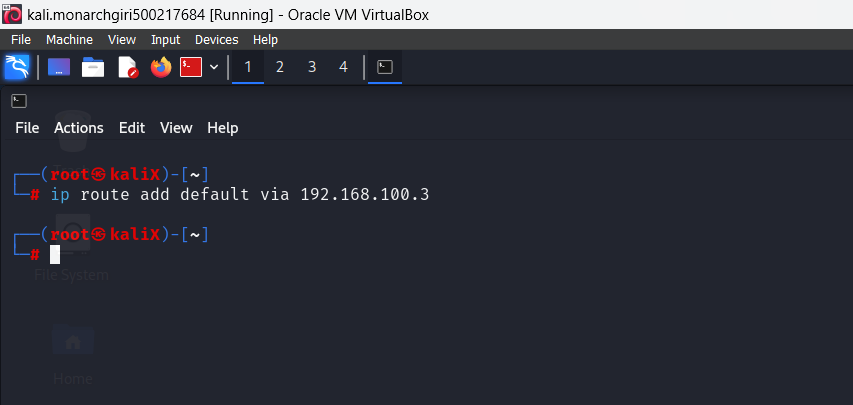 kali.monarchgiri500217684 [Running] - Oracle VM VirtualBox
File Machine View Input Devices Help
1 2 3 4
File Actions Edit View Help
┌──(root㉿kaliX)-[~]
└─# ip route add default via 192.168.100.3
┌──(root㉿kaliX)-[~]
└─#
File System
Home